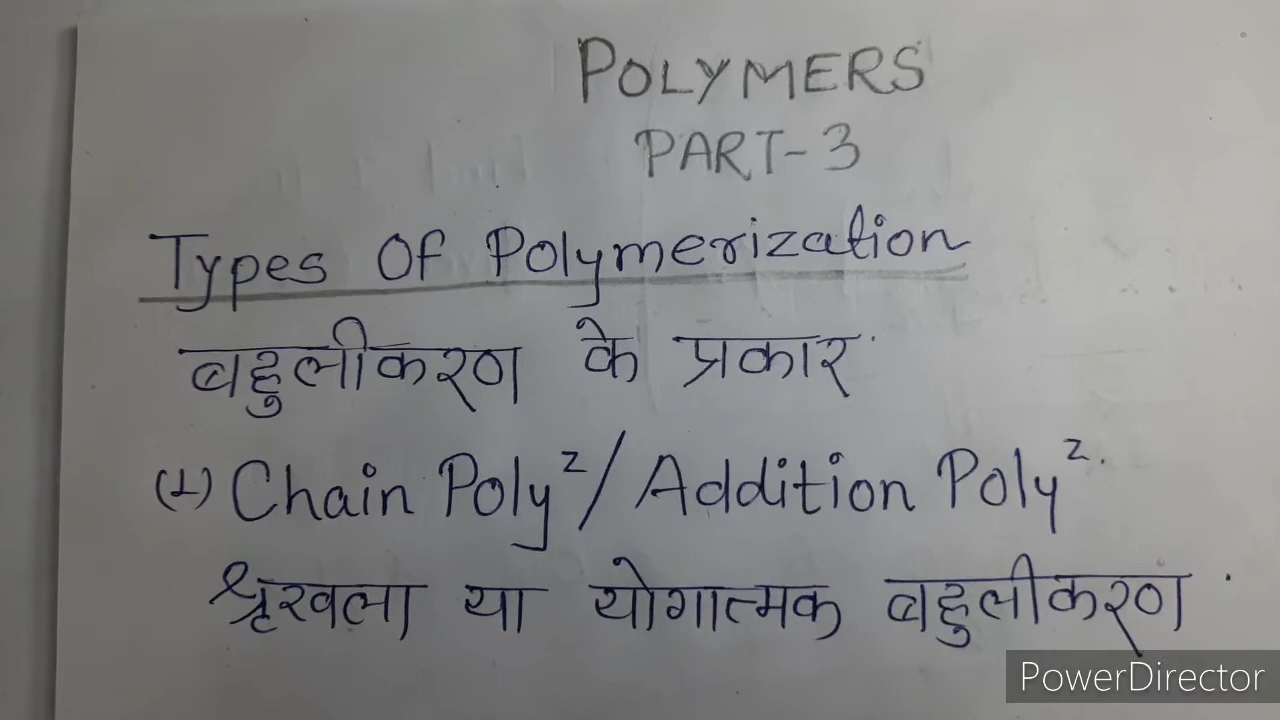 POLYMERS
PART-3
Types Of Polymerization
बहुलीकरण के प्रकार
(1) Chain Polyᶻ/Addition Polyᶻ.
श्रृंखला या योगात्मक बहुलीकरण
PowerDirector